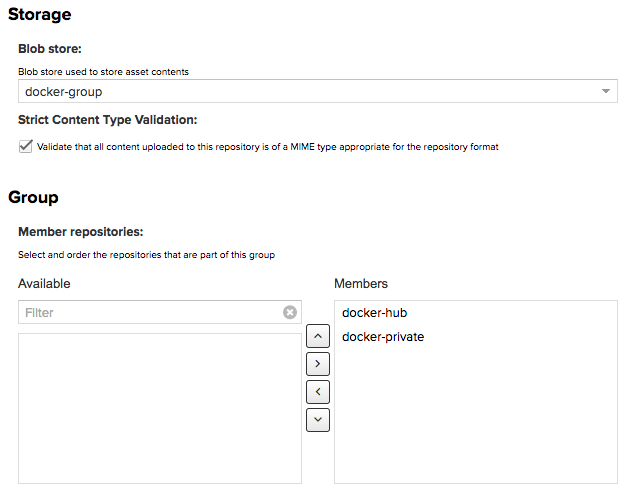 Storage
Blob store:
Blob store used to store asset contents
docker-group
Strict Content Type Validation:
Validate that all content uploaded to this repository is of a MIME type appropriate for the repository format
Group
Member repositories:
Select and order the repositories that are part of this group
Available
Members
Filter
docker-hub
docker-private